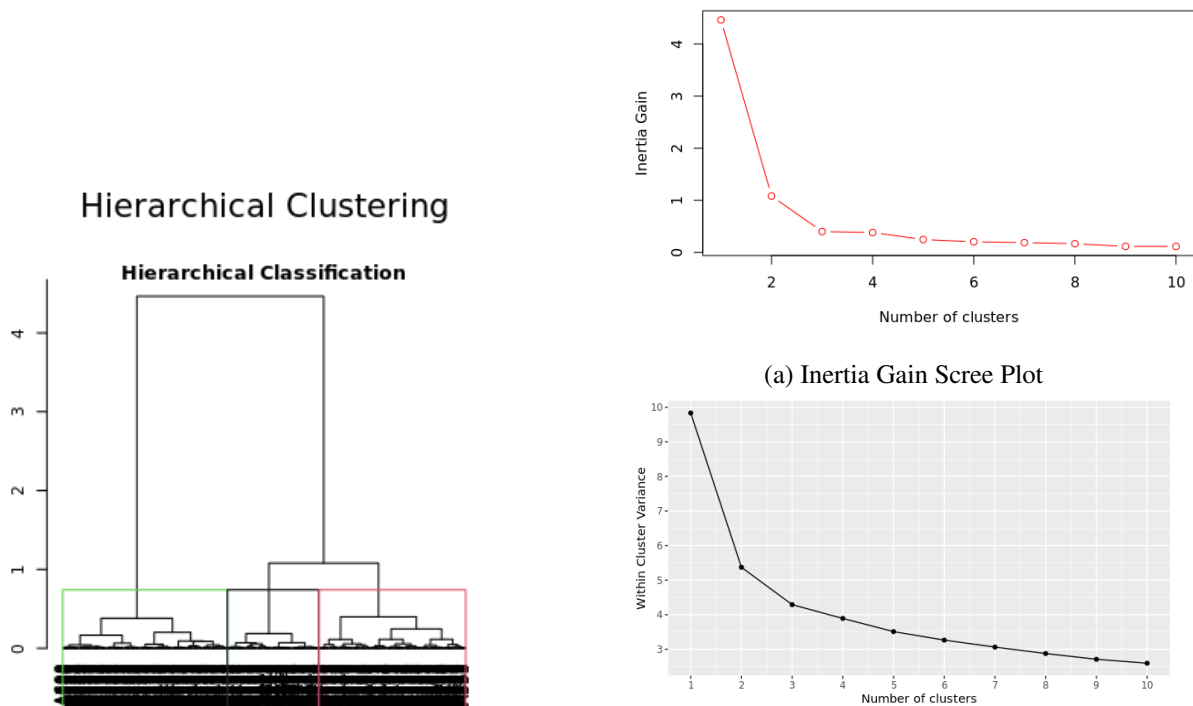 Hierarchical Clustering
Hierarchical Classification
4
3
2
1
0
4
3
2
1
0
Inertia Gain
2 4 6 8 10
Number of clusters
(a) Inertia Gain Scree Plot
10
9
8
7
6
5
4
3
Within Cluster Variance
1 2 3 4 5 6 7 8 9 10
Number of clusters